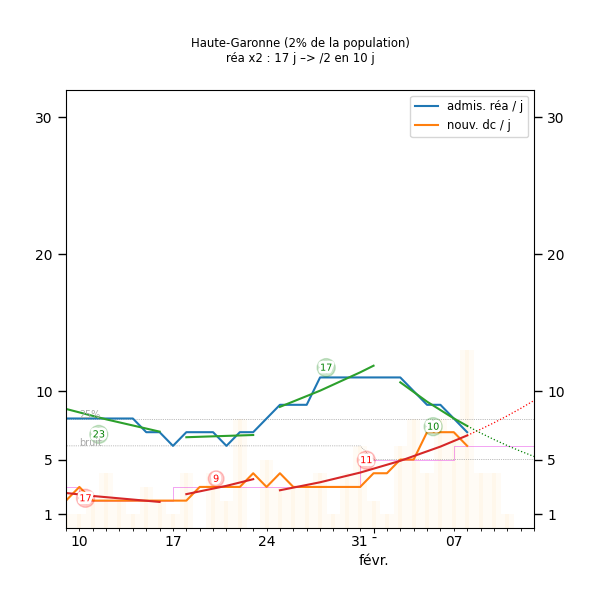 Haute-Garonne (2% de la population)
réa x2 : 17 j –> /2 en 10 j
admis. réa / j
nouv. dc / j
30 30
20 20
10 10
5 5
1 1
25%
bruit
23
17
9
17
11
10
10 17 24 31 - 07
févr.